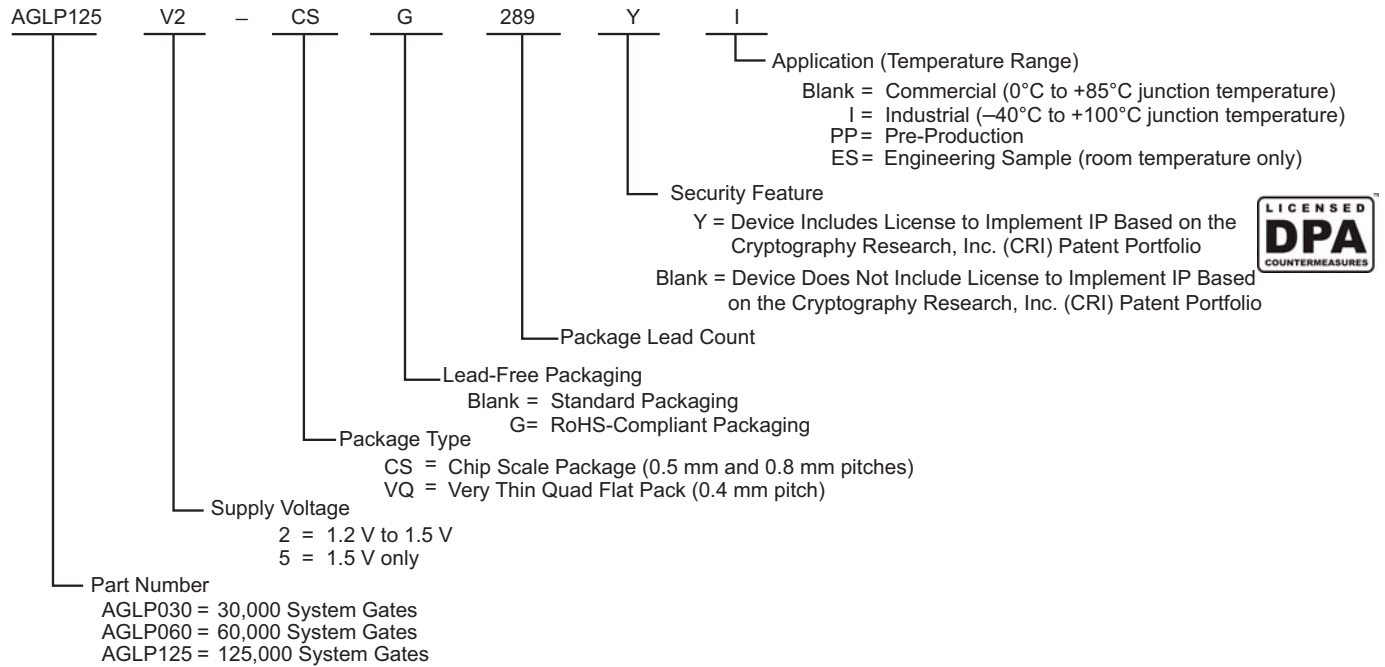 AGLP125 V2 – CS G 289 Y I
Application (Temperature Range)
Blank = Commercial (0°C to +85°C junction temperature)
I = Industrial (–40°C to +100°C junction temperature)
PP = Pre-Production
ES = Engineering Sample (room temperature only)
Security Feature
Y = Device Includes License to Implement IP Based on the
Cryptography Research, Inc. (CRI) Patent Portfolio
Blank = Device Does Not Include License to Implement IP Based
on the Cryptography Research, Inc. (CRI) Patent Portfolio
LICENSED
DPA
COUNTERMEASURES
™
Package Lead Count
Lead-Free Packaging
Blank = Standard Packaging
G= RoHS-Compliant Packaging
Package Type
CS = Chip Scale Package (0.5 mm and 0.8 mm pitches)
VQ = Very Thin Quad Flat Pack (0.4 mm pitch)
Supply Voltage
2 = 1.2 V to 1.5 V
5 = 1.5 V only
Part Number
AGLP030 = 30,000 System Gates
AGLP060 = 60,000 System Gates
AGLP125 = 125,000 System Gates